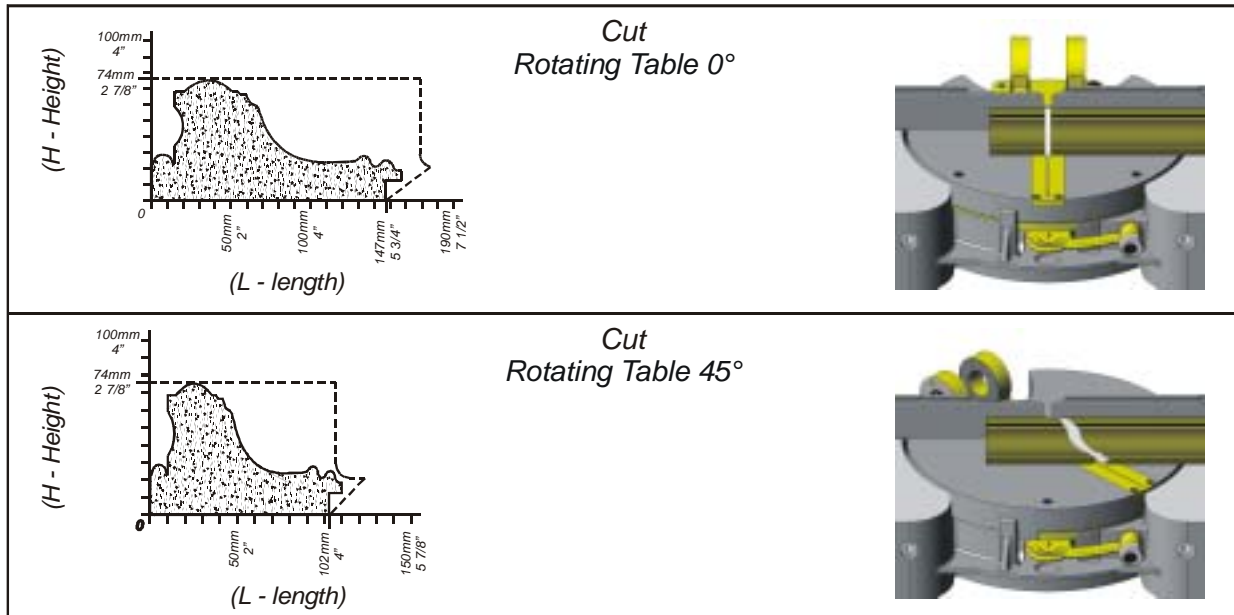 Cut
Rotating Table 0°
(H - Height)
100mm
4”
74mm
2 7/8”
0
50mm
2”
100mm
4”
147mm
5 3/4”
190mm
7 1/2”
(L - length)
Cut
Rotating Table 45°
(H - Height)
100mm
4”
74mm
2 7/8”
0
50mm
2”
102mm
4”
150mm
5 7/8”
(L - length)